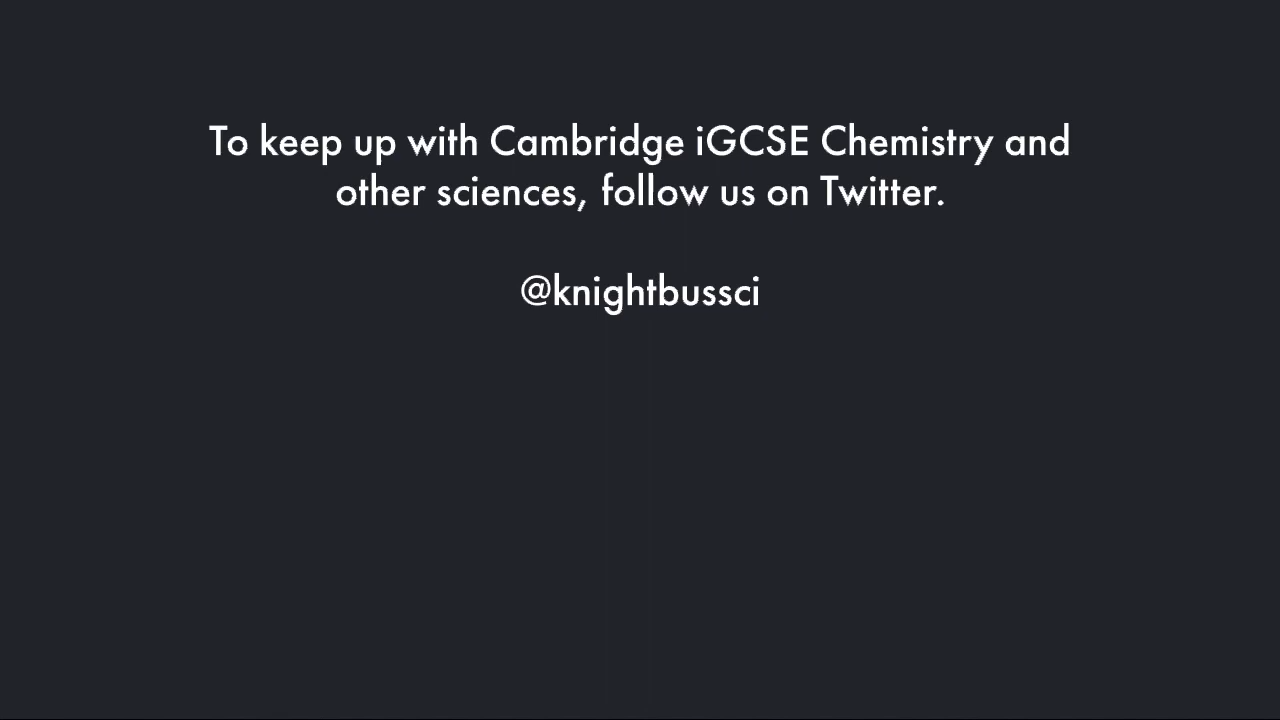 To keep up with Cambridge iGCSE Chemistry and
other sciences, follow us on Twitter.
@knightbussci